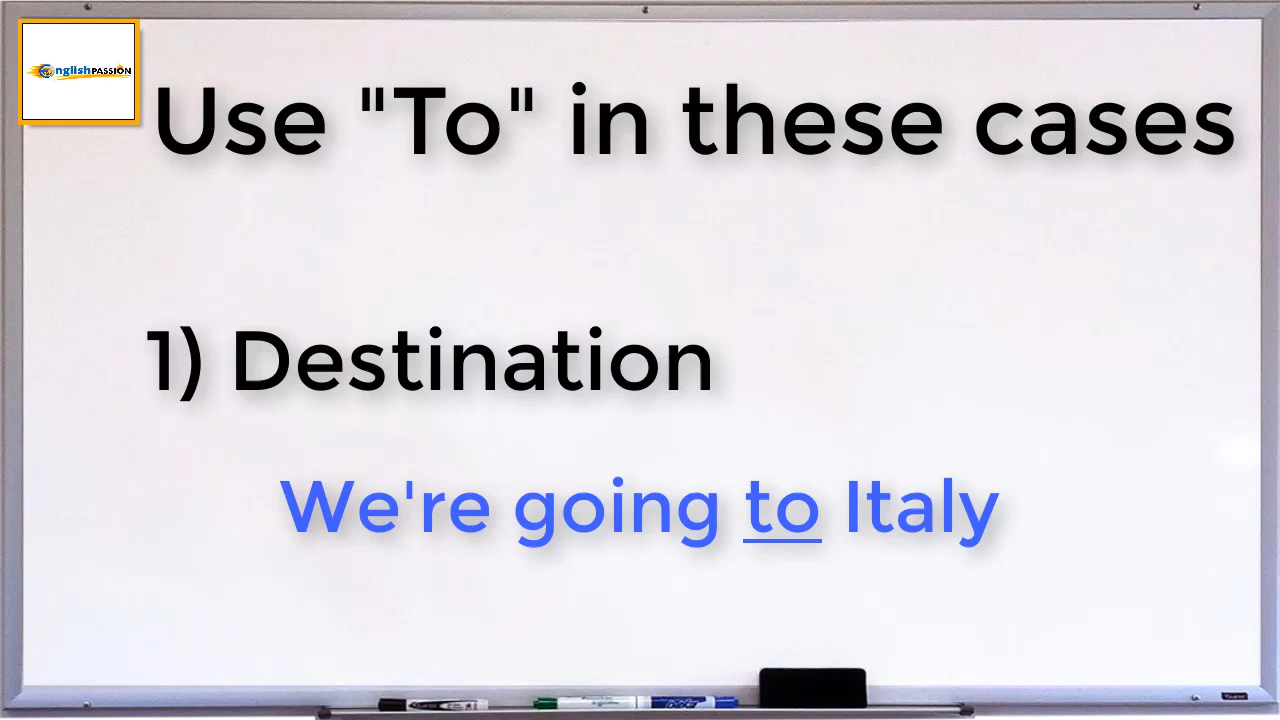 EnglishPASSION
Use "To" in these cases
1) Destination
We're going to Italy